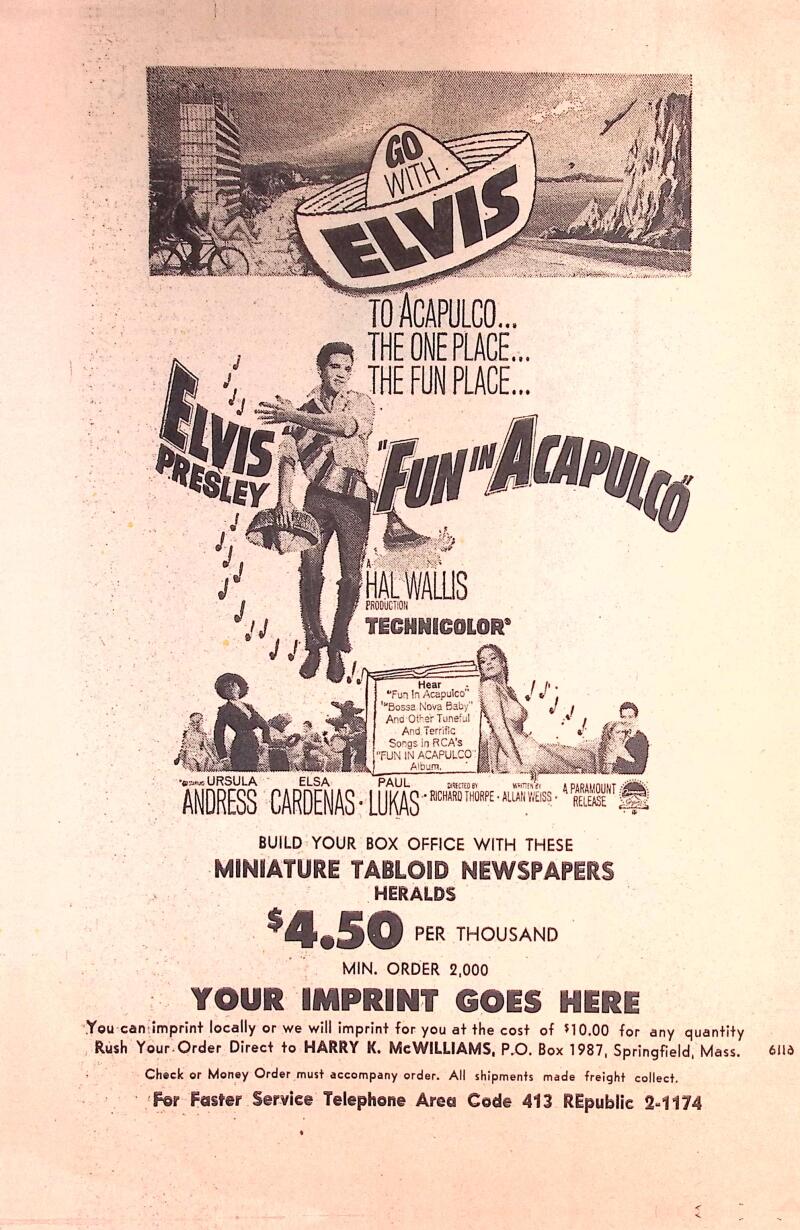 GO
WITH
ELVIS
TO ACAPULCO...
THE ONE PLACE...
THE FUN PLACE...
ELVIS
PRESLEY
"FUN IN ACAPULCO"
A
HAL WALLIS
PRODUCTION
TECHNICOLOR®
Hear
"Fun In Acapulco"
"Bossa Nova Baby"
And Other Tuneful
And Terrific
Songs in RCA's
"FUN IN ACAPULCO"
Album.
URSULA ANDRESS
ELSA CARDENAS •
PAUL LUKAS •
DIRECTED BY RICHARD THORPE •
WRITTEN BY ALLAN WEISS •
A PARAMOUNT RELEASE
BUILD YOUR BOX OFFICE WITH THESE
MINIATURE TABLOID NEWSPAPERS
HERALDS
$4.50 PER THOUSAND
MIN. ORDER 2,000
YOUR IMPRINT GOES HERE
You can imprint locally or we will imprint for you at the cost of $10.00 for any quantity
Rush Your Order Direct to HARRY K. McWILLIAMS, P.O. Box 1987, Springfield, Mass.
Check or Money Order must accompany order. All shipments made freight collect.
For Faster Service Telephone Area Code 413 REpublic 2-1174